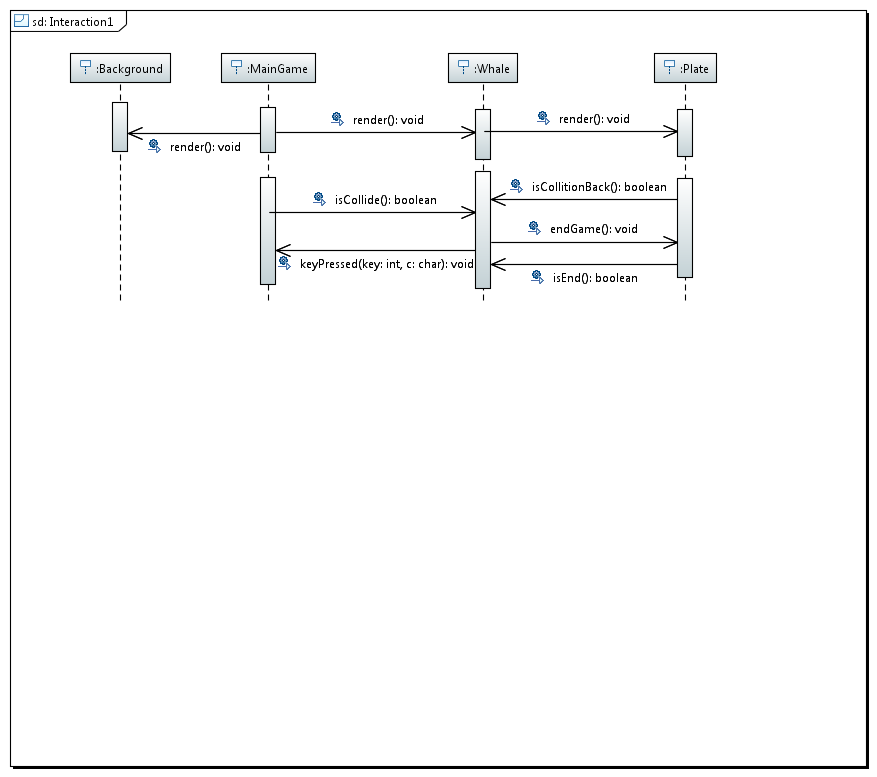 sd: Interaction1
:Background
:MainGame
:Whale
:Plate
render(): void
render(): void
render(): void
isCollitionBack(): boolean
isCollide(): boolean
endGame(): void
keyPressed(key: int, c: char): void
isEnd(): boolean